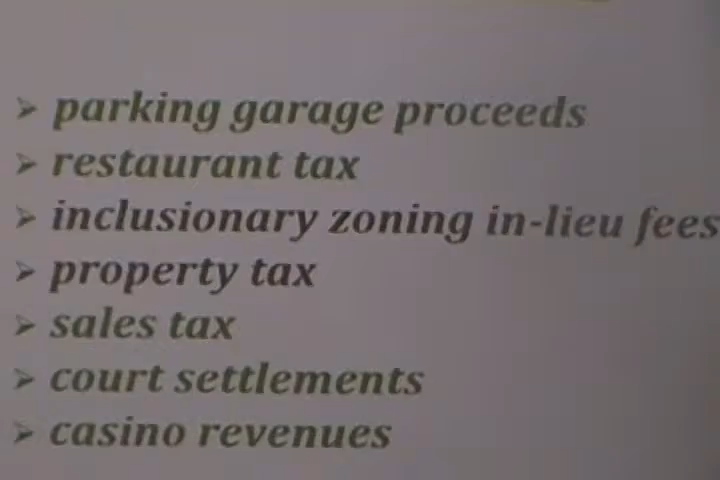 ➢ parking garage proceeds
➢ restaurant tax
➢ inclusionary zoning in-lieu fees
➢ property tax
➢ sales tax
➢ court settlements
➢ casino revenues